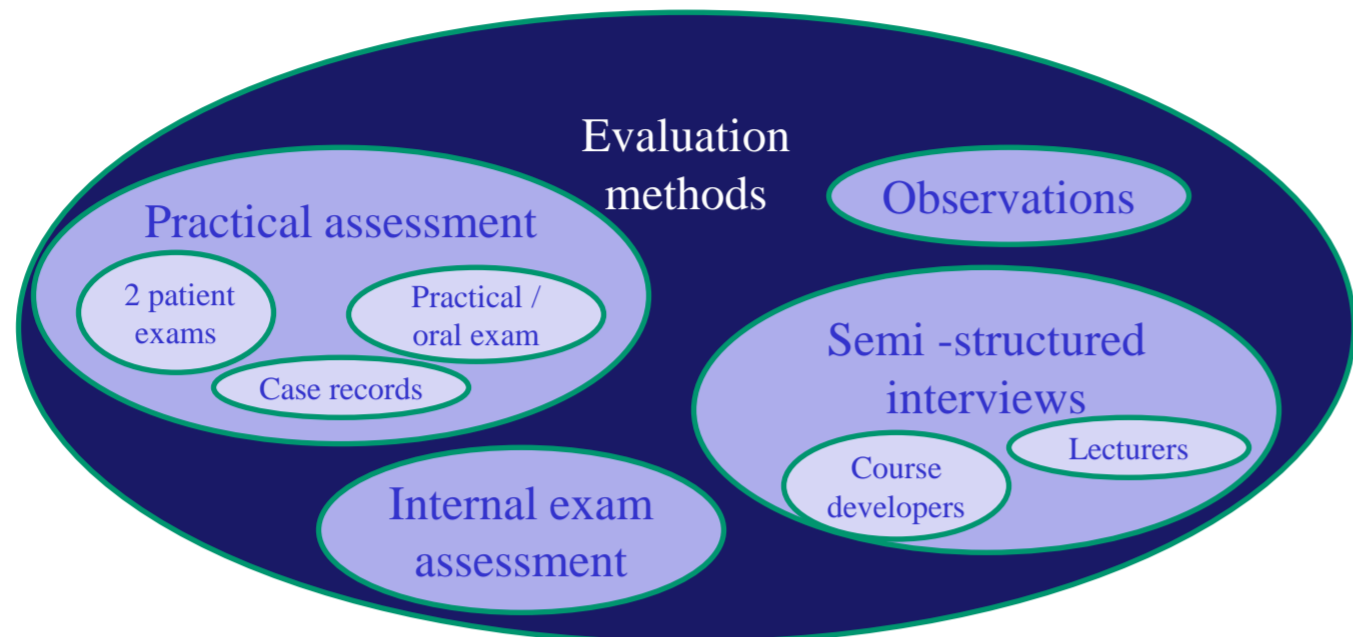 Evaluation
methods
Observations
Practical assessment
2 patient
exams
Practical /
oral exam
Case records
Semi -structured
interviews
Course
developers
Lecturers
Internal exam
assessment